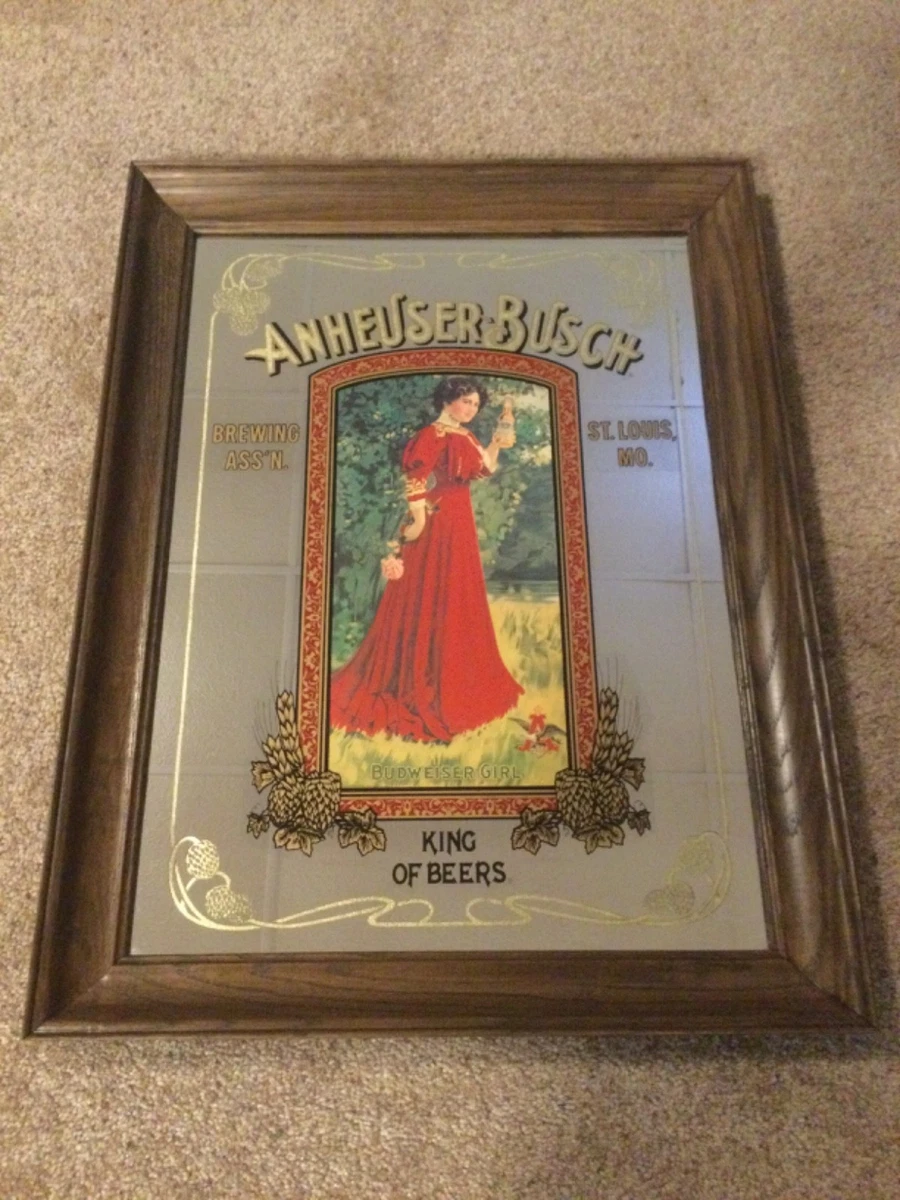 ANHEUSER-BUSCH
BREWING
ASS'N.
ST. LOUIS,
MO.
BUDWEISER GIRL
KING
OF BEERS